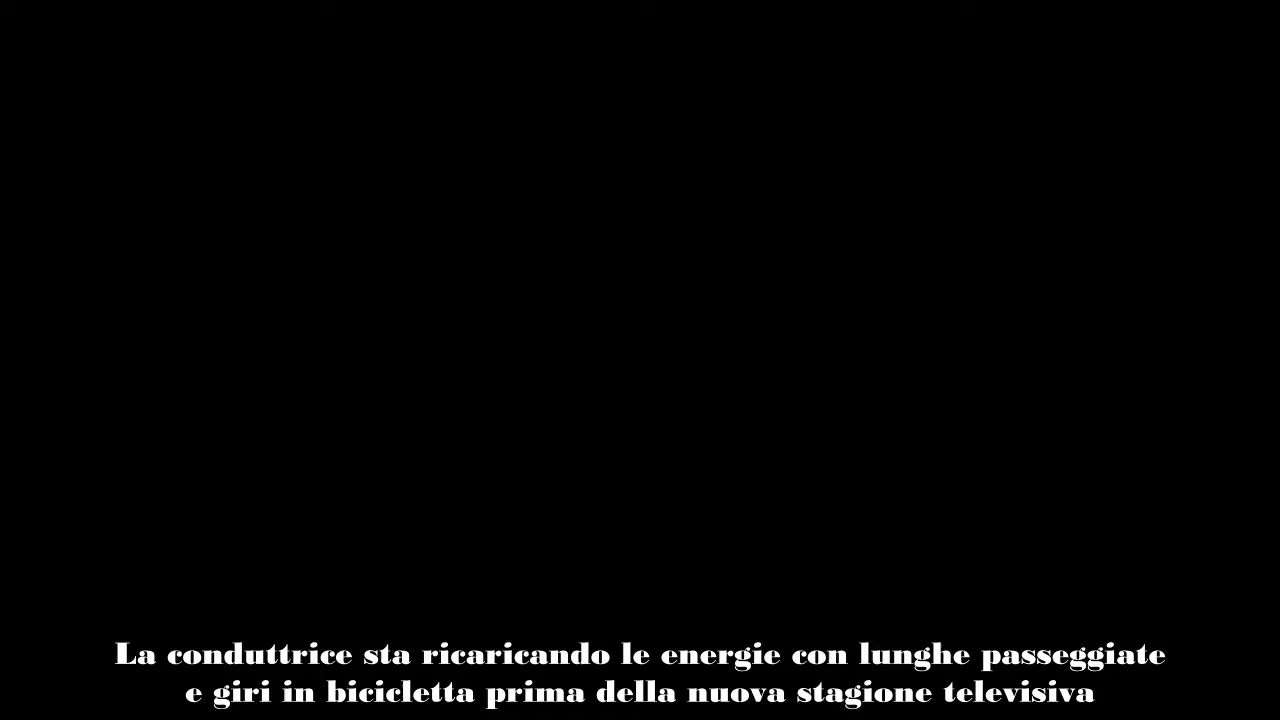 La conduttrice sta ricaricando le energie con lunghe passeggiate
e giri in bicicletta prima della nuova stagione televisiva